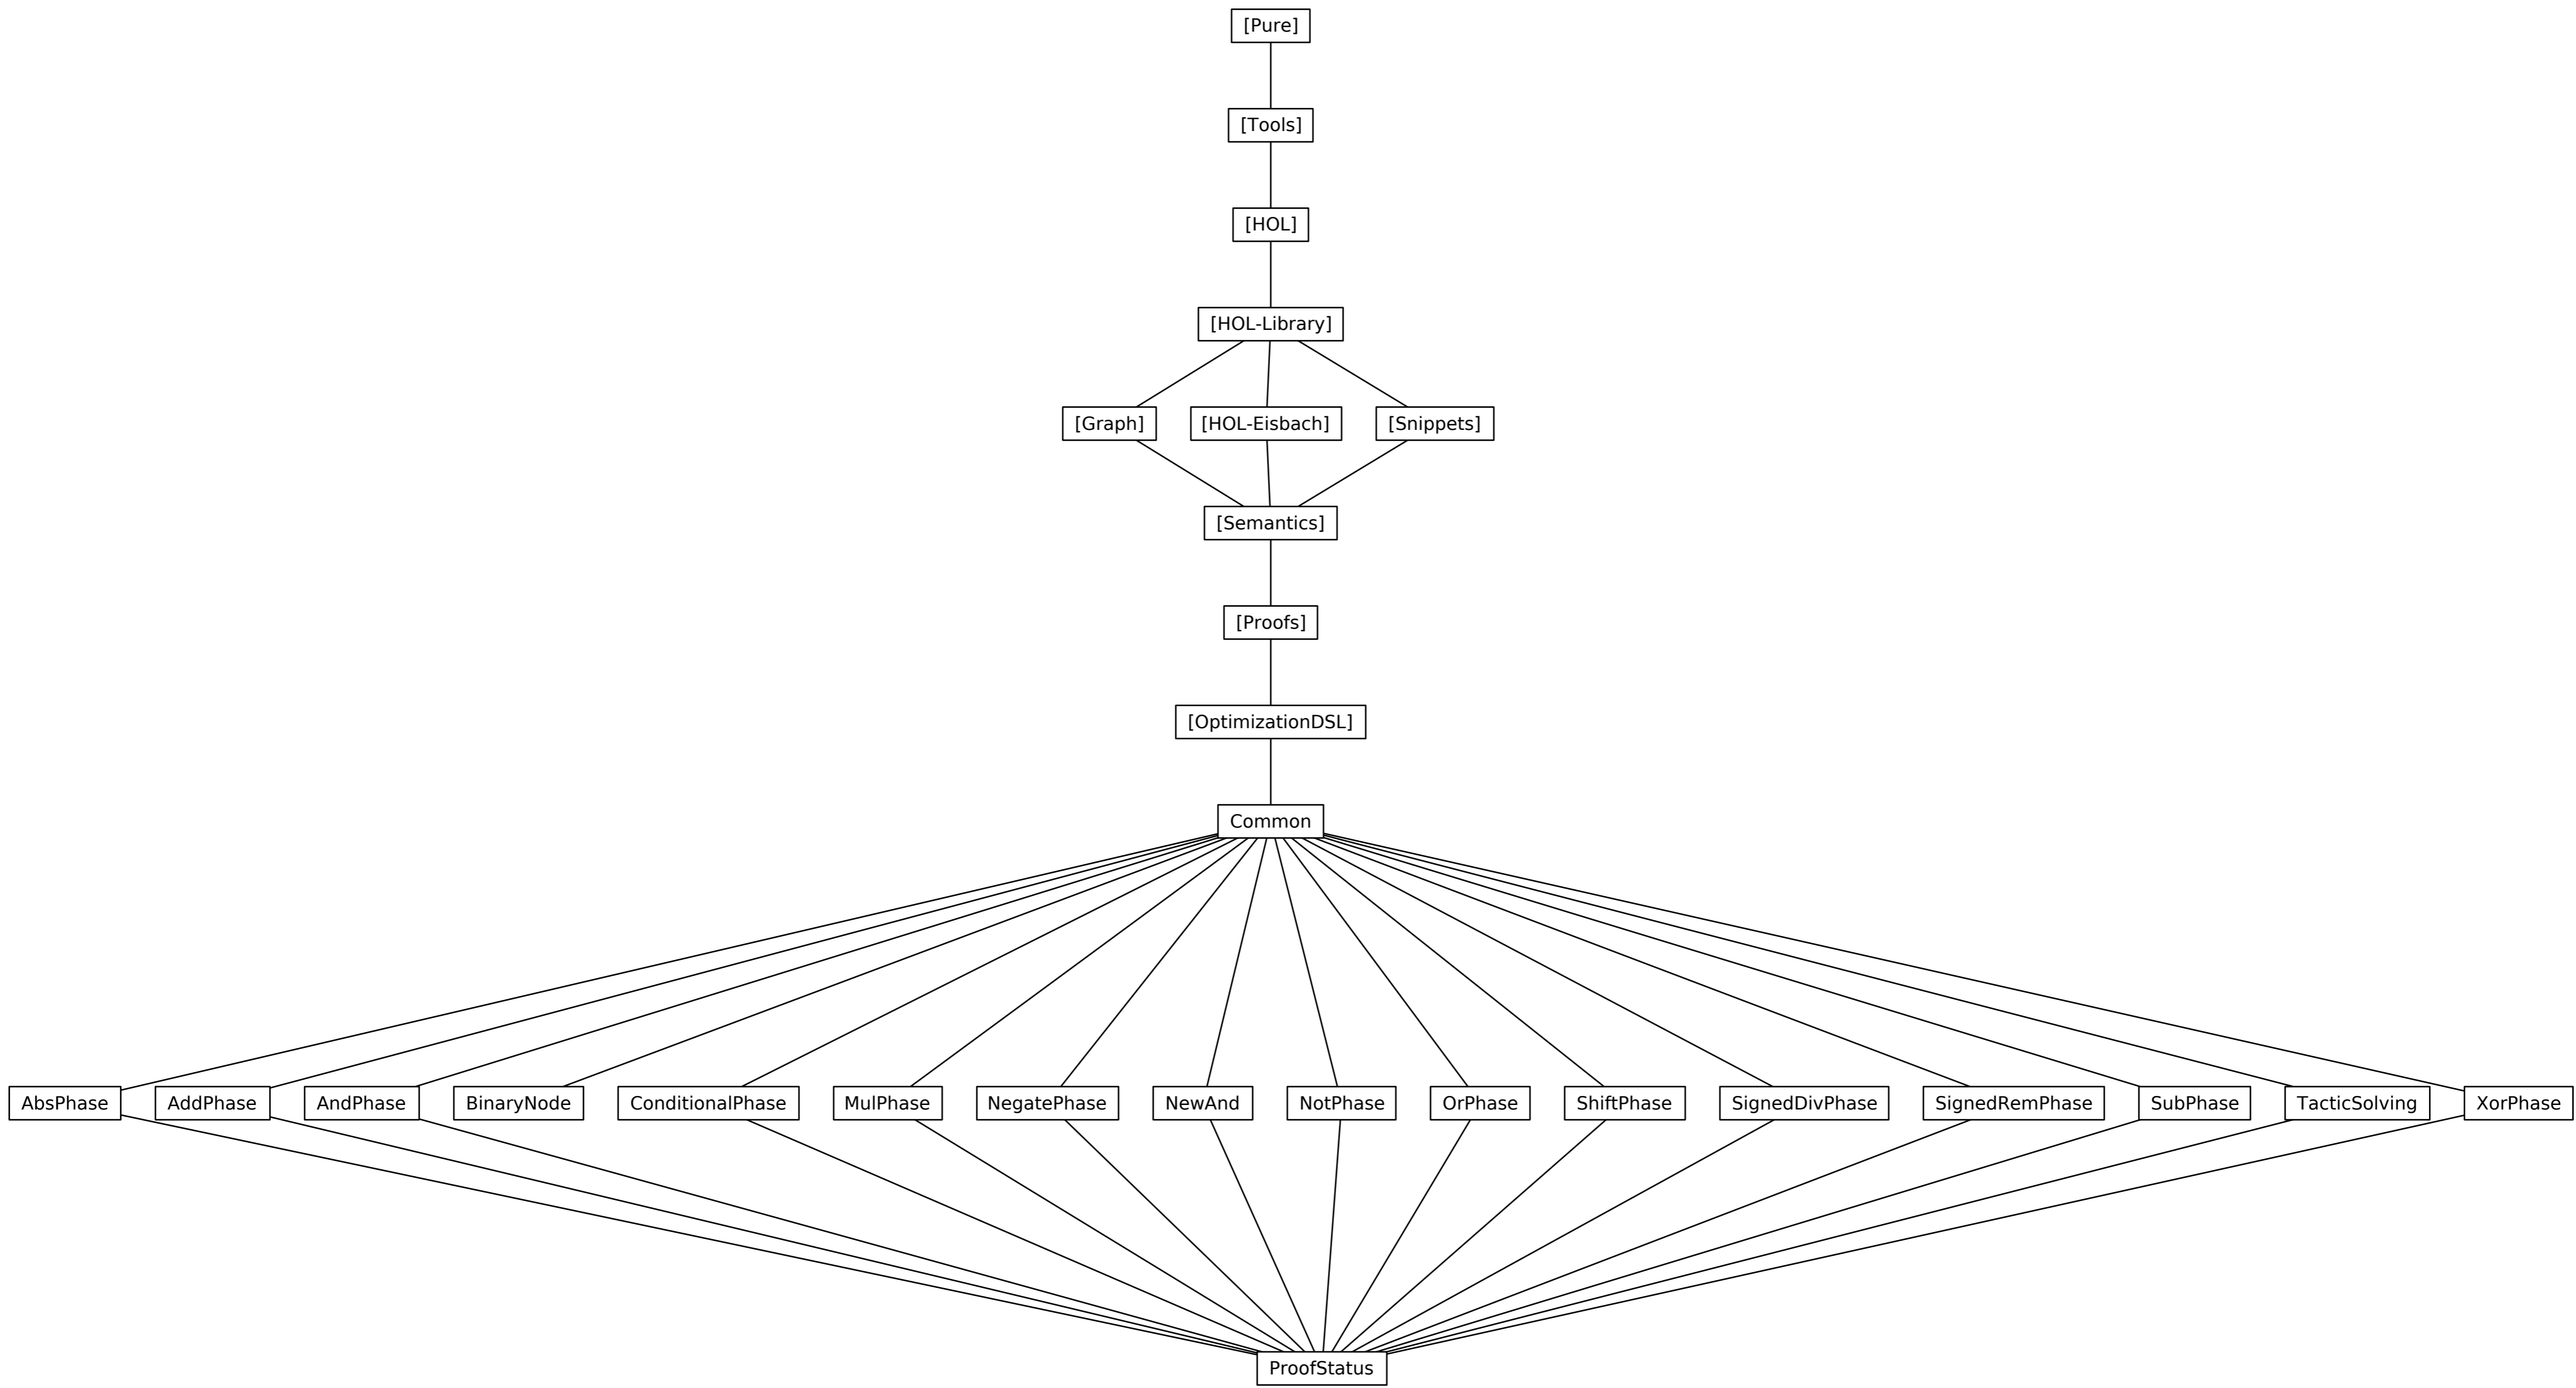 [Pure]
[Tools]
[HOL]
[HOL-Library]
[Graph] [HOL-Eisbach] [Snippets]
[Semantics]
[Proofs]
[OptimizationDSL]
Common
AbsPhase AddPhase AndPhase BinaryNode ConditionalPhase MulPhase NegatePhase NewAnd NotPhase OrPhase ShiftPhase SignedDivPhase SignedRemPhase SubPhase TacticSolving XorPhase
ProofStatus